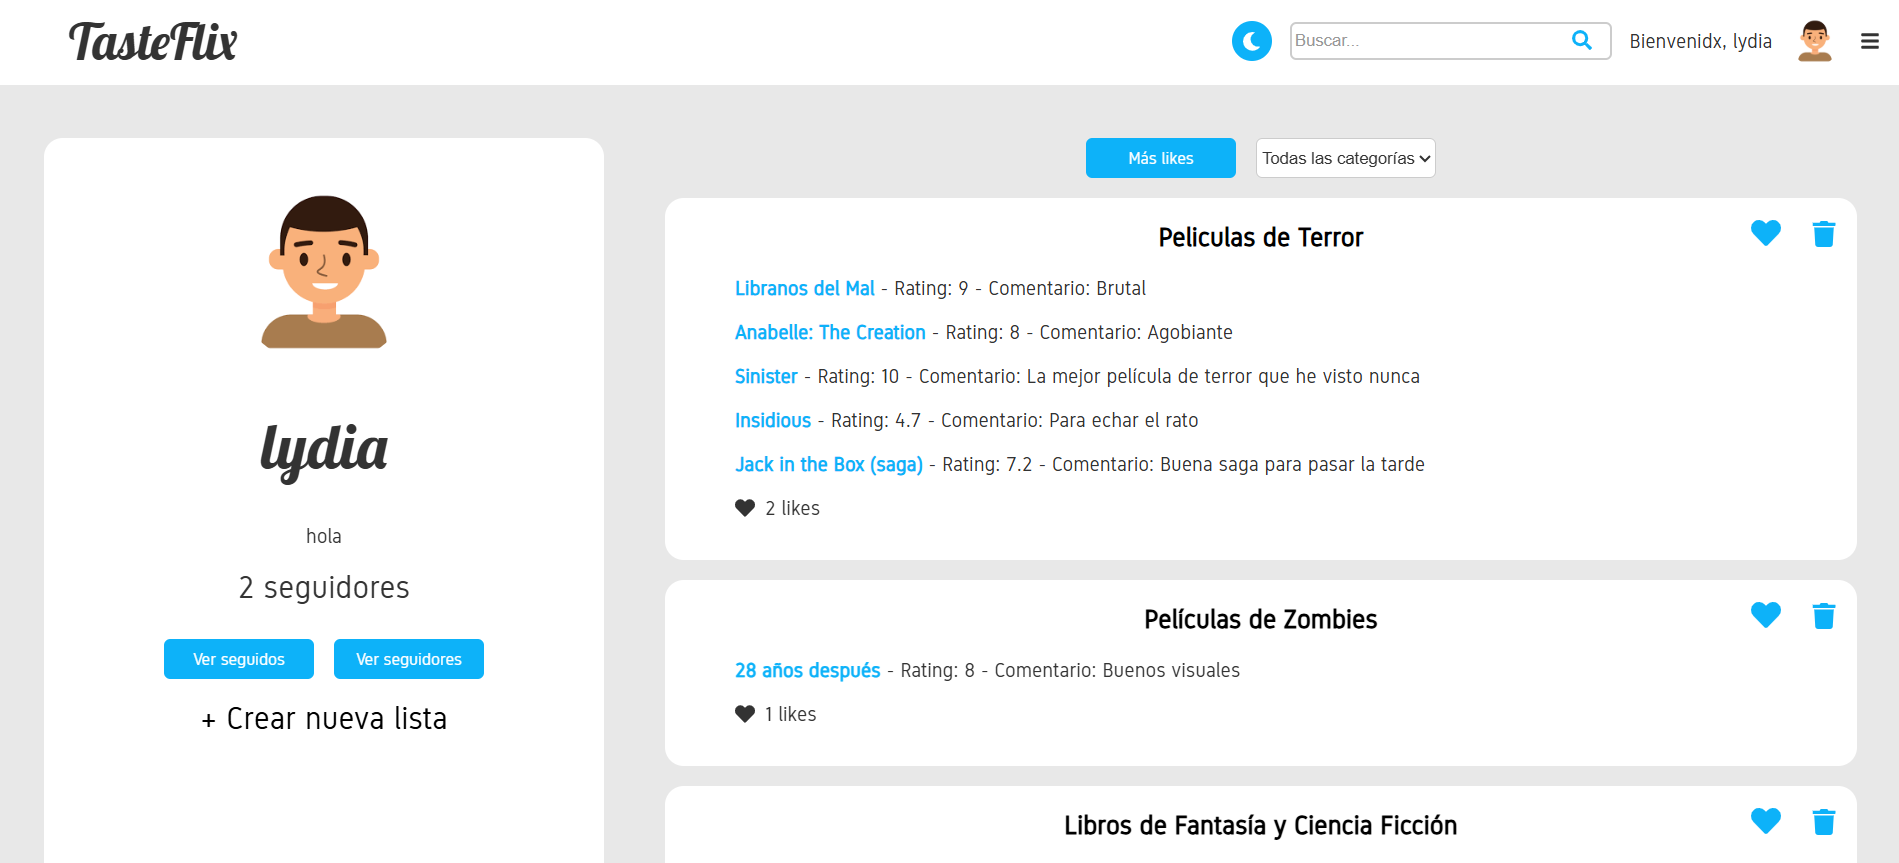 TasteFlix
Buscar...
Bienvenidx, lydia
lydia
hola
2 seguidores
Ver seguidos
Ver seguidores
+ Crear nueva lista
Más likes
Todas las categorías
Peliculas de Terror
Libranos del Mal - Rating: 9 - Comentario: Brutal
Anabelle: The Creation - Rating: 8 - Comentario: Agobiante
Sinister - Rating: 10 - Comentario: La mejor película de terror que he visto nunca
Insidious - Rating: 4.7 - Comentario: Para echar el rato
Jack in the Box (saga) - Rating: 7.2 - Comentario: Buena saga para pasar la tarde
2 likes
Películas de Zombies
28 años después - Rating: 8 - Comentario: Buenos visuales
1 likes
Libros de Fantasía y Ciencia Ficción